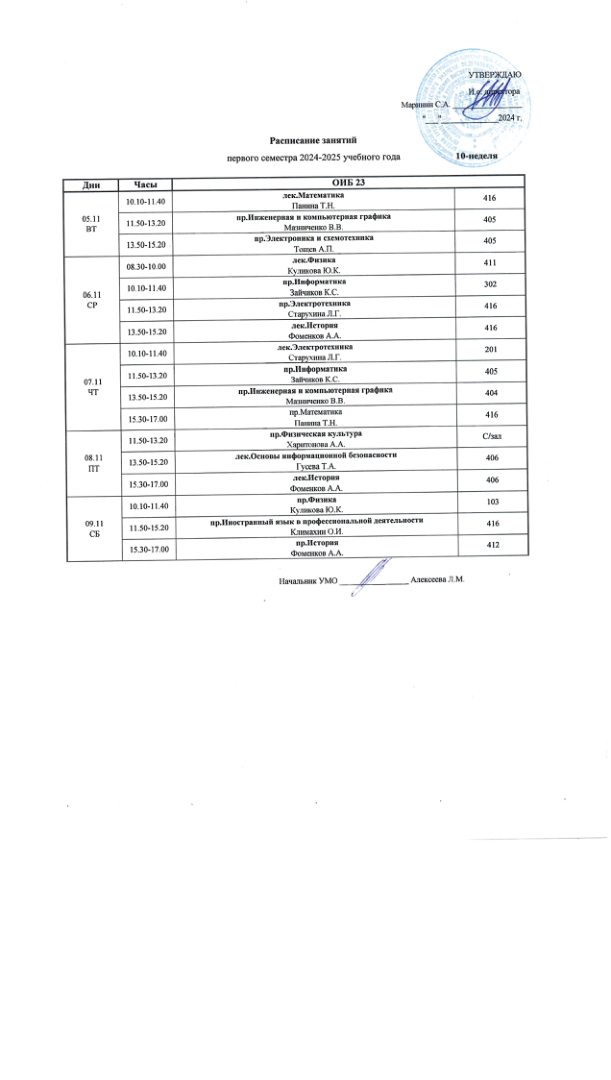 УТВЕРЖДАЮ
И.о. директора
Маринин С.А. ________________
"___"______________2024 г.
Расписание занятий
первого семестра 2024-2025 учебного года 10-неделя
Дни Часы ОИБ 23
05.11 ВТ
10.10-11.40 лек.Математика Панина Т.Н. 416
11.50-13.20 пр.Инженерная и компьютерная графика Мазниченко В.В. 405
13.50-15.20 пр.Электроника и схемотехника Тощев А.П. 405
06.11 СР
08.30-10.00 лек.Физика Куликова Ю.К. 411
10.10-11.40 пр.Информатика Зайчиков К.С. 302
11.50-13.20 пр.Электротехника Старухина Л.Г. 416
13.50-15.20 лек.История Фоменков А.А. 416
07.11 ЧТ
10.10-11.40 лек.Электротехника Старухина Л.Г. 201
11.50-13.20 пр.Информатика Зайчиков К.С. 405
13.50-15.20 пр.Инженерная и компьютерная графика Мазниченко В.В. 404
15.30-17.00 пр.Математика Панина Т.Н. 416
08.11 ПТ
11.50-13.20 пр.Физическая культура Харитонова А.А. С/зал
13.50-15.20 лек.Основы информационной безопасности Гусева Т.А. 406
15.30-17.00 лек.История Фоменков А.А. 406
09.11 СБ
10.10-11.40 пр.Физика Куликова Ю.К. 103
11.50-15.20 пр.Иностранный язык в профессиональной деятельности Климахин О.И. 416
15.30-17.00 пр.История Фоменков А.А. 412
Начальник УМО ________________ Алексеева Л.М.